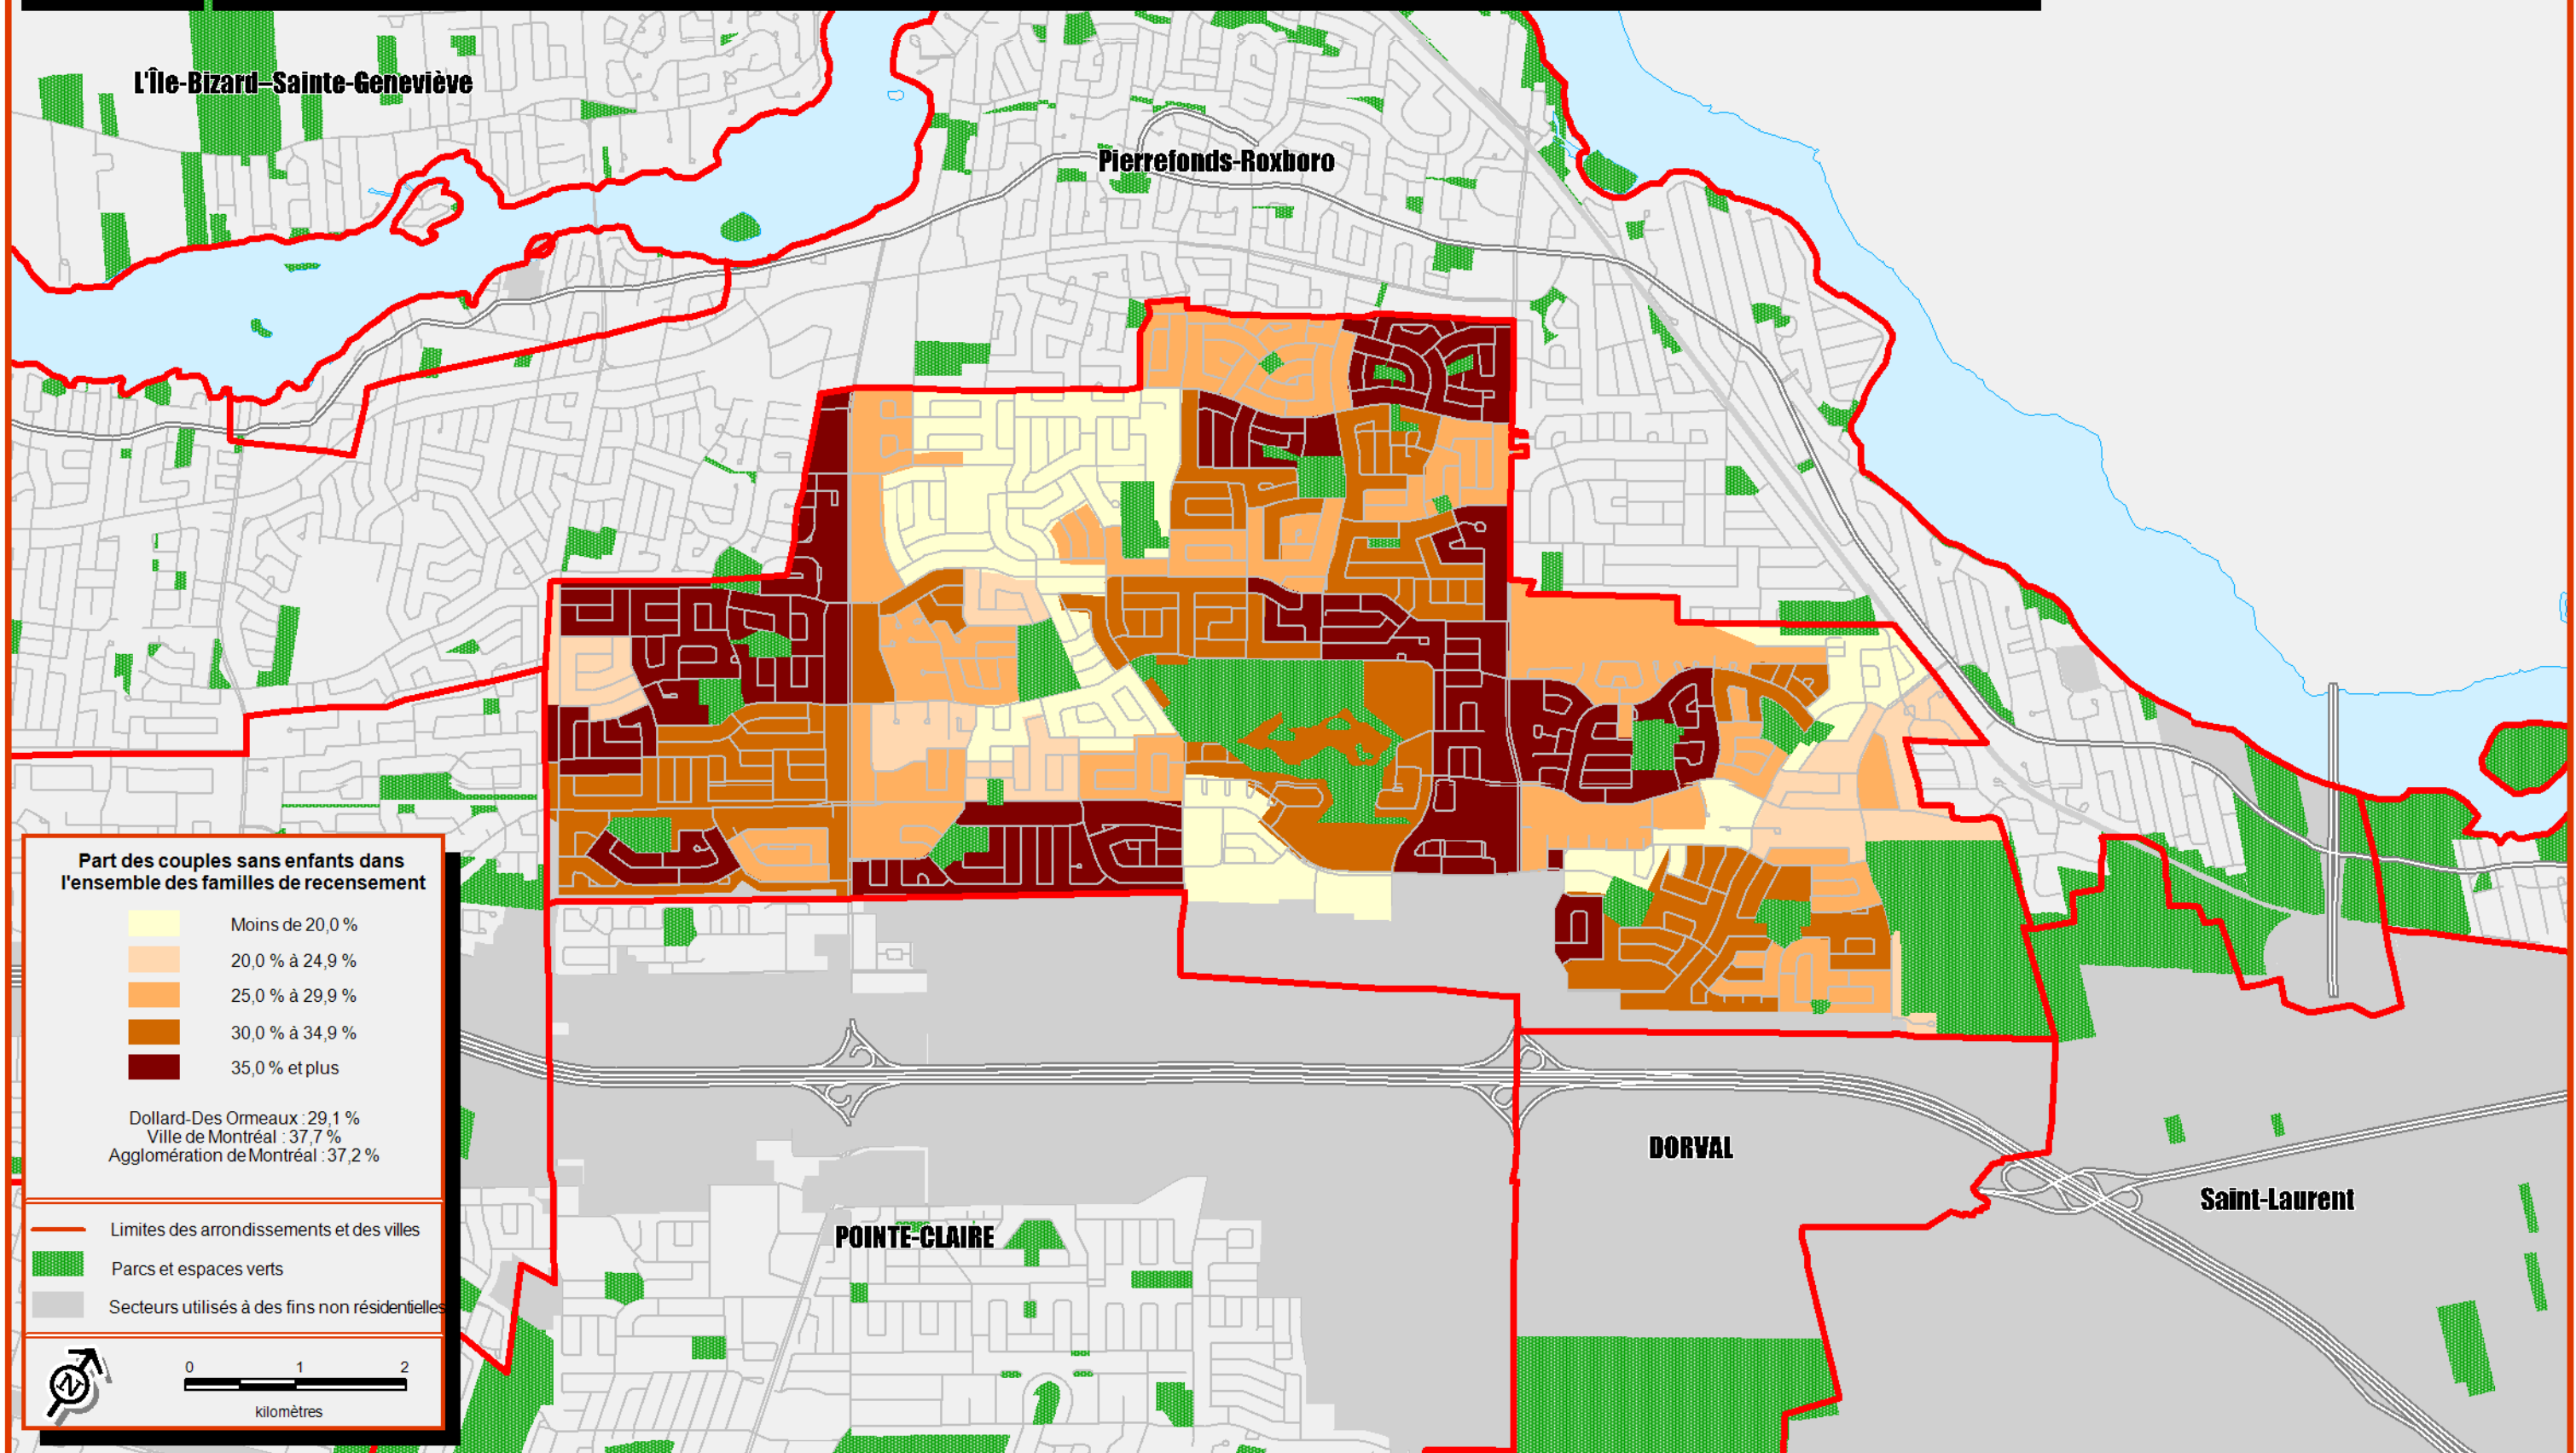 L'Île-Bizard–Sainte-Geneviève
Pierrefonds-Roxboro
Part des couples sans enfants dans
l'ensemble des familles de recensement
Moins de 20,0 %
20,0 % à 24,9 %
25,0 % à 29,9 %
30,0 % à 34,9 %
35,0 % et plus
Dollard-Des Ormeaux : 29,1 %
Ville de Montréal : 37,7 %
Agglomération de Montréal : 37,2 %
Limites des arrondissements et des villes
Parcs et espaces verts
Secteurs utilisés à des fins non résidentielles
N
0 1 2
kilomètres
DORVAL
Saint-Laurent
POINTE-CLAIRE